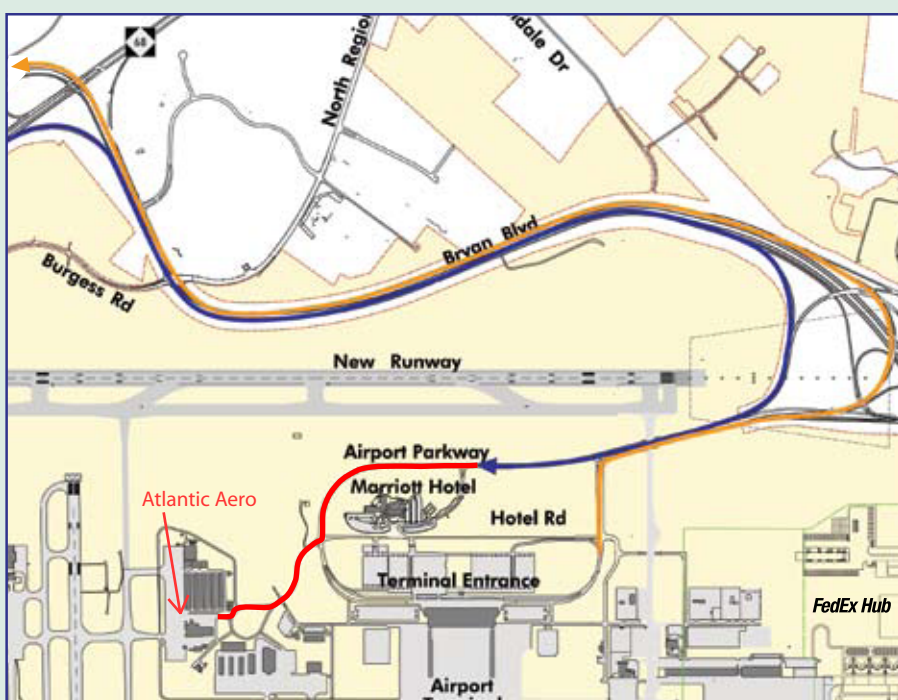 68
North Region
dale Dr
Bryan Blvd
Burgess Rd
New Runway
Airport Parkway
Marriott Hotel
Atlantic Aero
Hotel Rd
Terminal Entrance
FedEx Hub
Airport